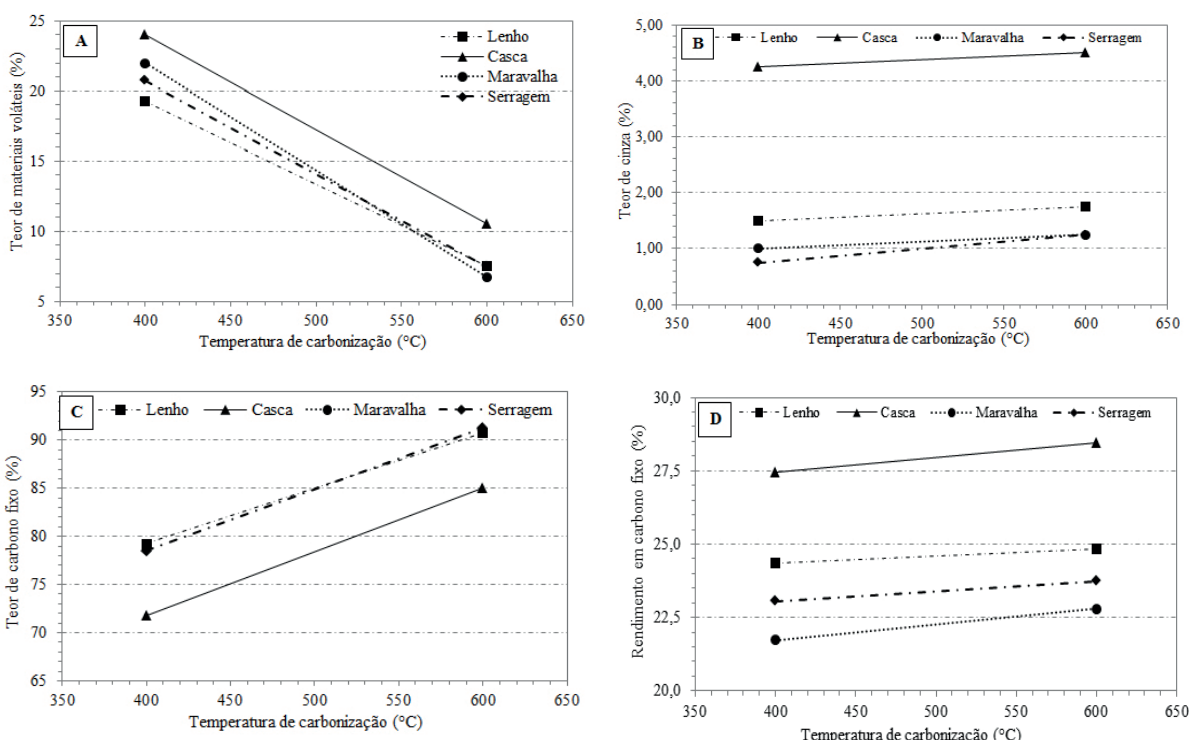 A
Lenho
Casca
Maravalha
Serragem
Teor de materiais voláteis (%)
25
20
15
10
5
350 400 450 500 550 600 650
Temperatura de carbonização (°C)
B
Lenho Casca Maravalha Serragem
Teor de cinza (%)
5,00
4,00
3,00
2,00
1,00
0,00
350 400 450 500 550 600 650
Temperatura de carbonização (°C)
C
Lenho Casca Maravalha Serragem
Teor de carbono fixo (%)
95
90
85
80
75
70
65
350 400 450 500 550 600 650
Temperatura de carbonização (°C)
D
Lenho Casca Maravalha Serragem
Rendimento em carbono fixo (%)
30,0
27,5
25,0
22,5
20,0
350 400 450 500 550 600 650
Temperatura de carbonização (°C)